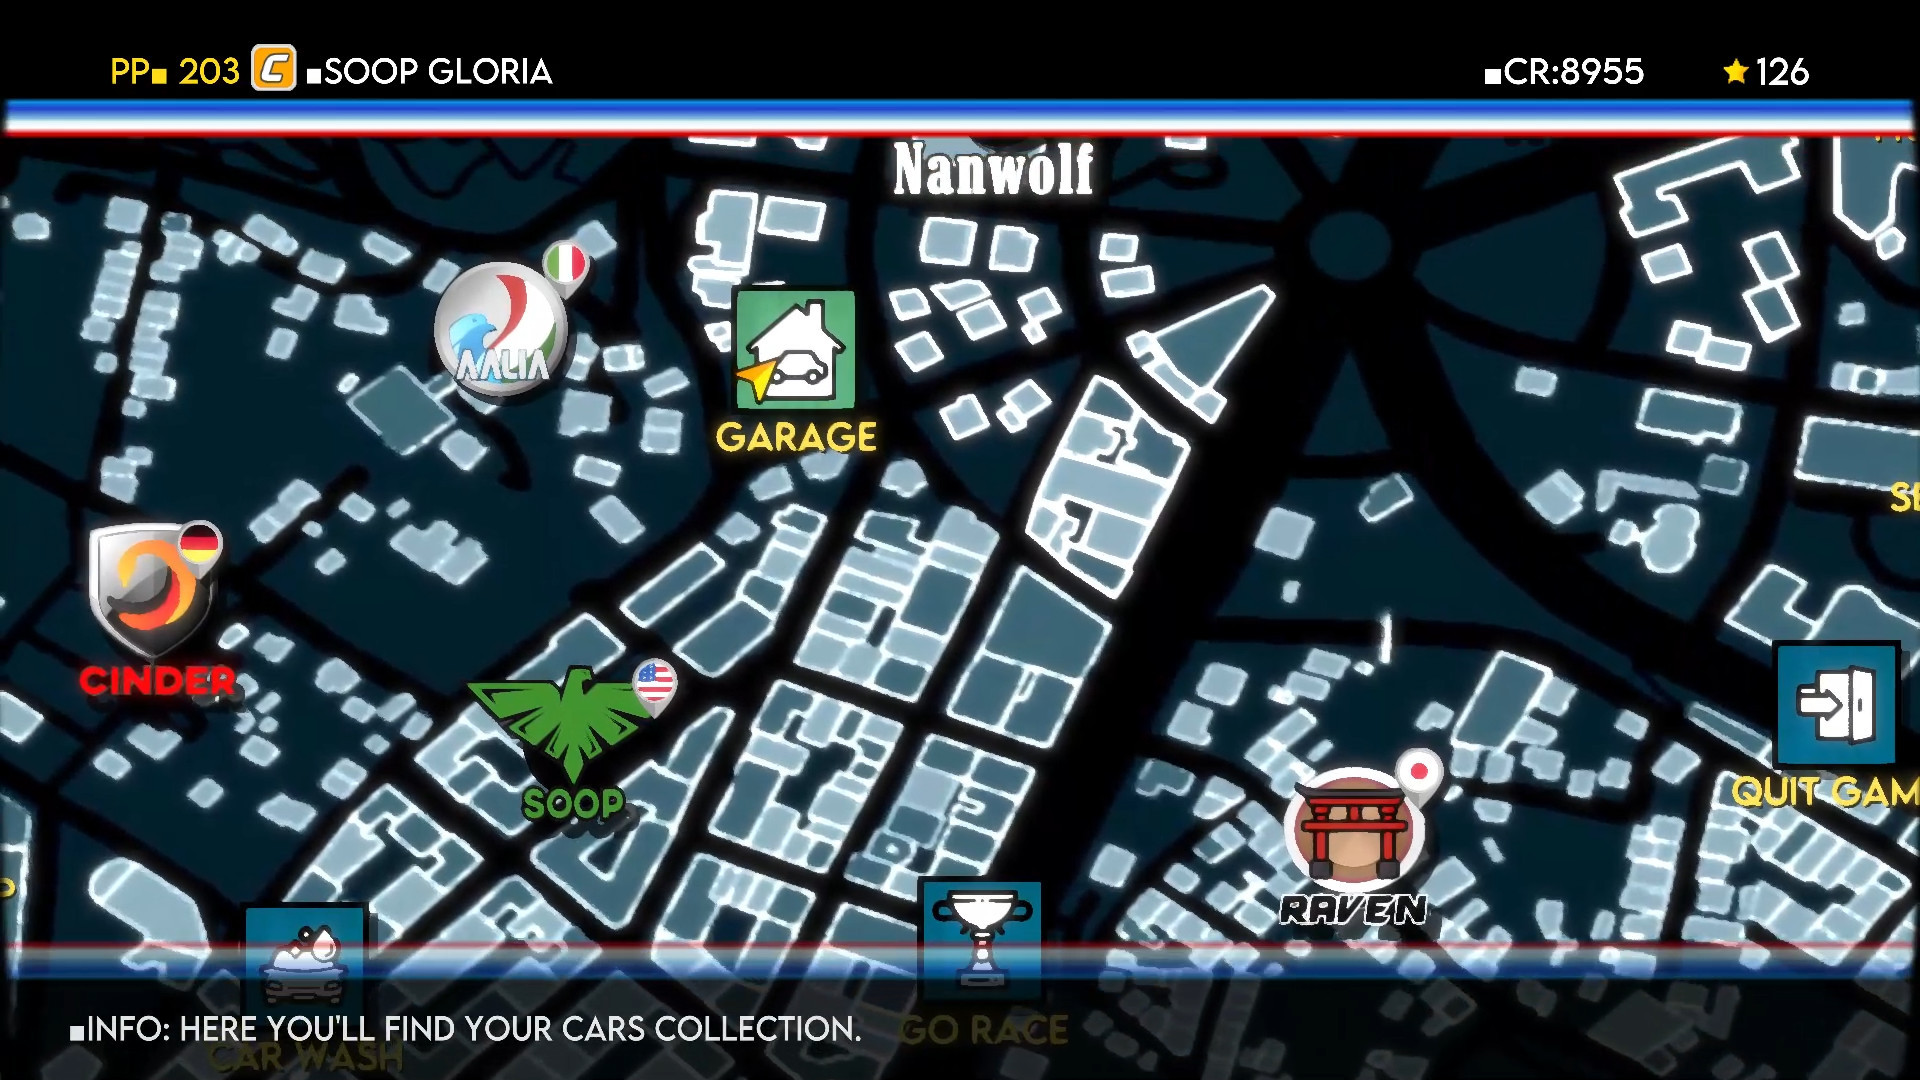 PP■ 203 C ■SOOP GLORIA
■CR:8955
126
Nanwolf
AALIA
GARAGE
CINDER
SOOP
QUIT GAM
RAVEN
GO RACE
■INFO: HERE YOU'LL FIND YOUR CARS COLLECTION.
CAR WASH